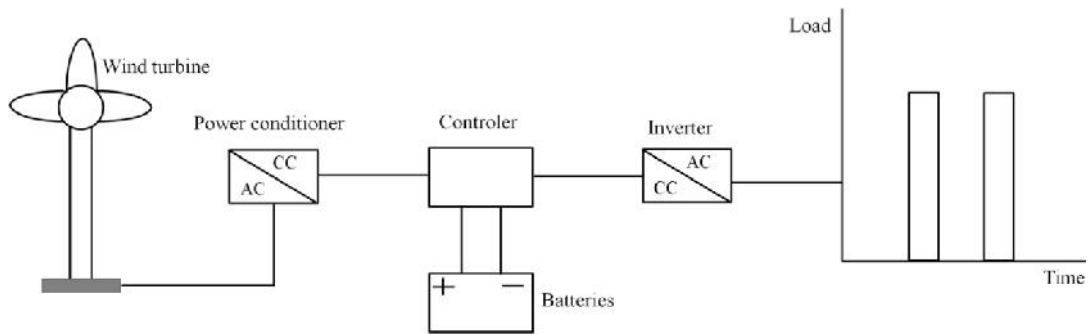 Load
Wind turbine
Power conditioner
Controler
Inverter
CC
AC
AC
CC
+ −
Batteries
Time